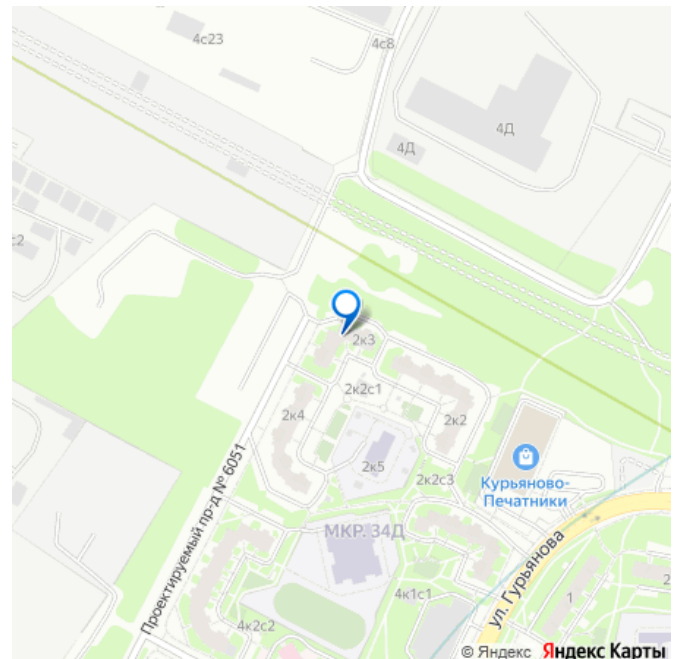 4с23
4с8
4Д
4Д
с2
2к3
2к2с1
2к4
2к2
2к5
2к2с3
Курьяново-
Печатники
Проектируемый пр-д № 6051
МКР. 34Д
ул. Гурьянова
4к1с1
1
2
4к2с2
© Яндекс Яндекс Карты